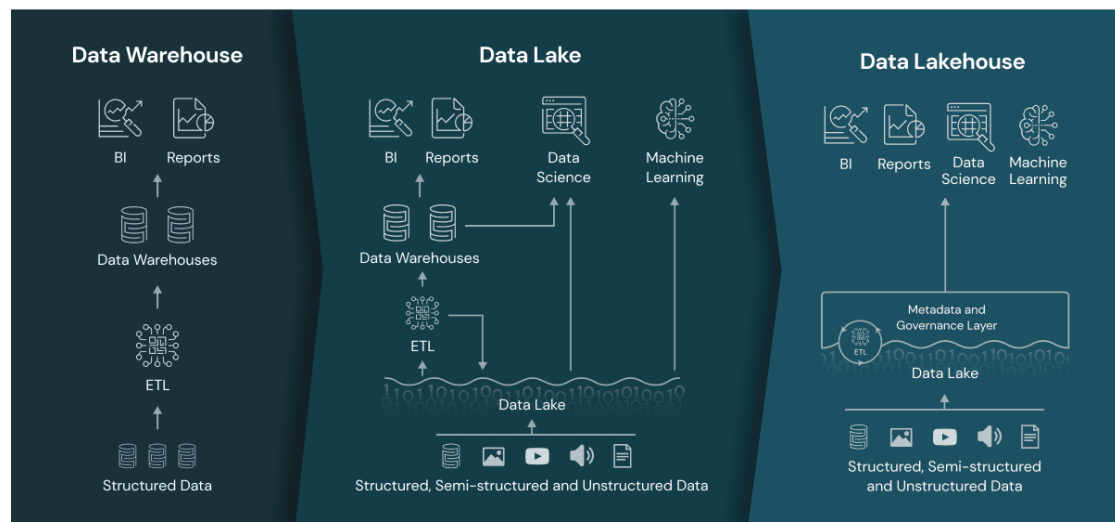 Data Warehouse
BI
Reports
Data Warehouses
ETL
Structured Data
Data Lake
BI
Reports
Data
Science
Machine
Learning
Data Warehouses
ETL
Data Lake
Structured, Semi-structured and Unstructured Data
Data Lakehouse
BI
Reports
Data
Science
Machine
Learning
Metadata and
Governance Layer
ETL
Data Lake
Structured, Semi-structured
and Unstructured Data